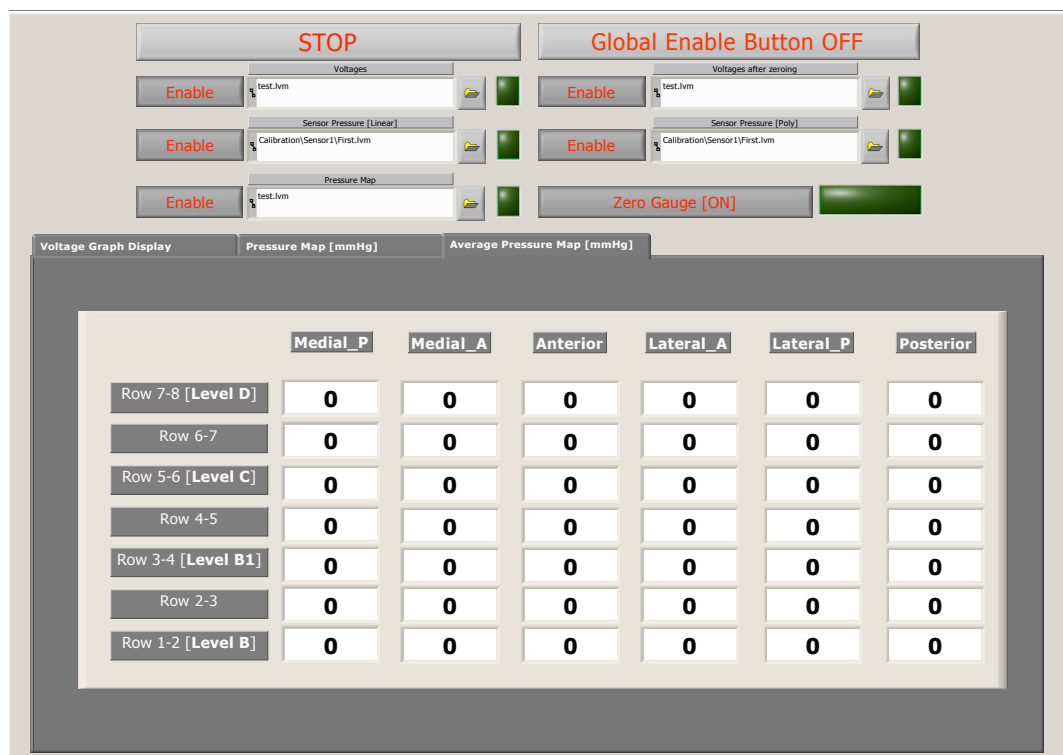 STOP
Global Enable Button OFF
Voltages
Voltages after zeroing
Enable
test.lvm
Enable
test.lvm
Sensor Pressure [Linear]
Sensor Pressure [Poly]
Enable
Calibration\Sensor1\First.lvm
Enable
Calibration\Sensor1\First.lvm
Pressure Map
Enable
test.lvm
Zero Gauge [ON]
Voltage Graph Display
Pressure Map [mmHg]
Average Pressure Map [mmHg]
Medial_P Medial_A Anterior Lateral_A Lateral_P Posterior
Row 7-8 [Level D] 0 0 0 0 0 0
Row 6-7 0 0 0 0 0 0
Row 5-6 [Level C] 0 0 0 0 0 0
Row 4-5 0 0 0 0 0 0
Row 3-4 [Level B1] 0 0 0 0 0 0
Row 2-3 0 0 0 0 0 0
Row 1-2 [Level B] 0 0 0 0 0 0